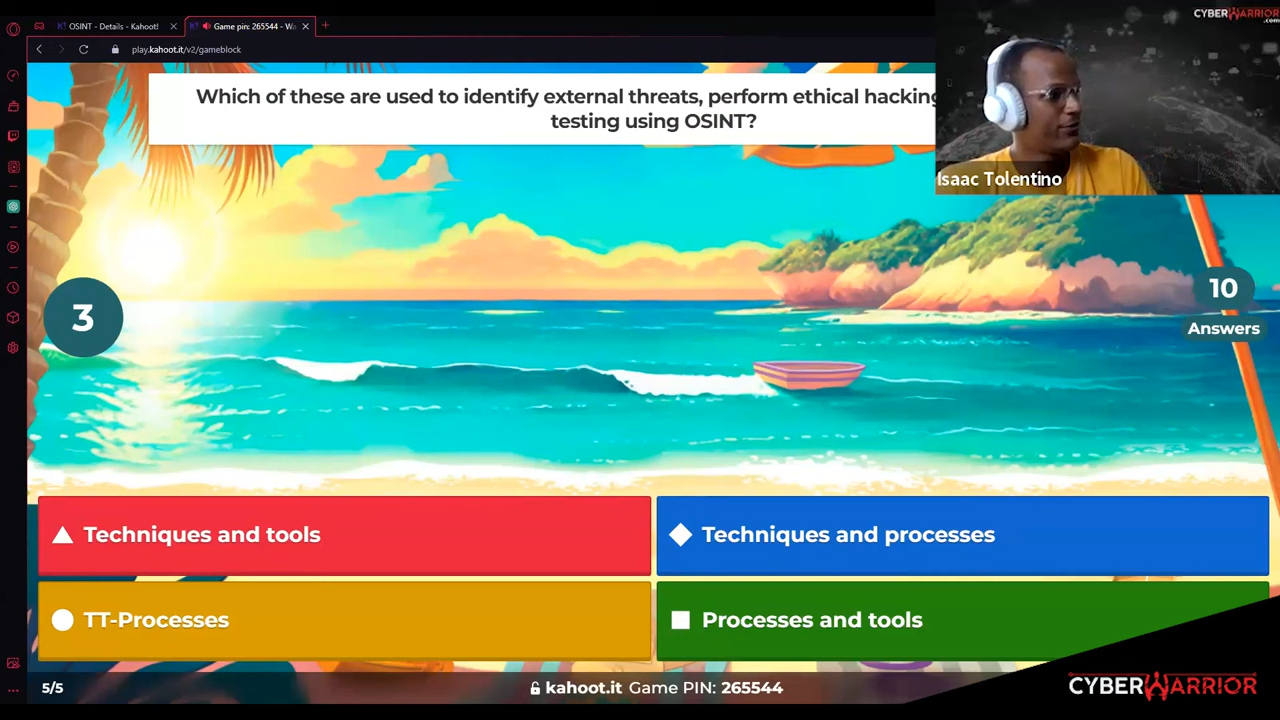 OSINT - Details - Kahoot!
Game pin: 265544 - Wa
play.kahoot.it/v2/gameblock
CYBERWARRIOR
.com
Which of these are used to identify external threats, perform ethical hacking
testing using OSINT?
Isaac Tolentino
3
10
Answers
Techniques and tools
Techniques and processes
TT-Processes
Processes and tools
5/5
kahoot.it Game PIN: 265544
CYBERWARRIOR